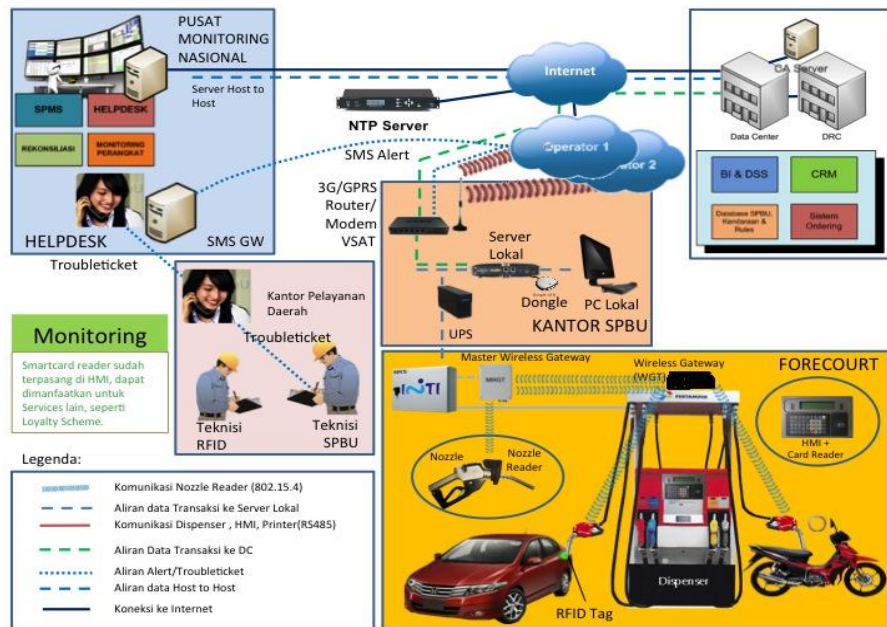 PUSAT
MONITORING
NASIONAL
SPMS
HELPDESK
REKONSILIASI
MONITORING
PERANGKAT
HELPDESK
SMS GW
Server Host to
Host
NTP Server
SMS Alert
Internet
Operator 1
rator 2
CA Server
Data Center
DRC
BI & DSS
CRM
Database SPBU,
Kendaraan &
Rules
Sistem
Ordering
Troubleticket
3G/GPRS
Router/
Modem
VSAT
Server
Lokal
Dongle
PC Lokal
UPS
KANTOR SPBU
Kantor Pelayanan
Daerah
Troubleticket
Teknisi
RFID
Teknisi
SPBU
Monitoring
Smartcard reader sudah
terpasang di HMI, dapat
dimanfaatkan untuk
Services lain, seperti
Loyalty Scheme.
Master Wireless Gateway
Wireless Gateway
(WGT)
FORECOURT
INTI
MWGT
PERTAMINA
HMI +
Card Reader
Nozzle
Nozzle
Reader
Dispenser
RFID Tag
Legenda:
Komunikasi Nozzle Reader (802.15.4)
Aliran data Transaksi ke Server Lokal
Komunikasi Dispenser , HMI, Printer(RS485)
Aliran Data Transaksi ke DC
Aliran Alert/Troubleticket
Aliran data Host to Host
Koneksi ke Internet